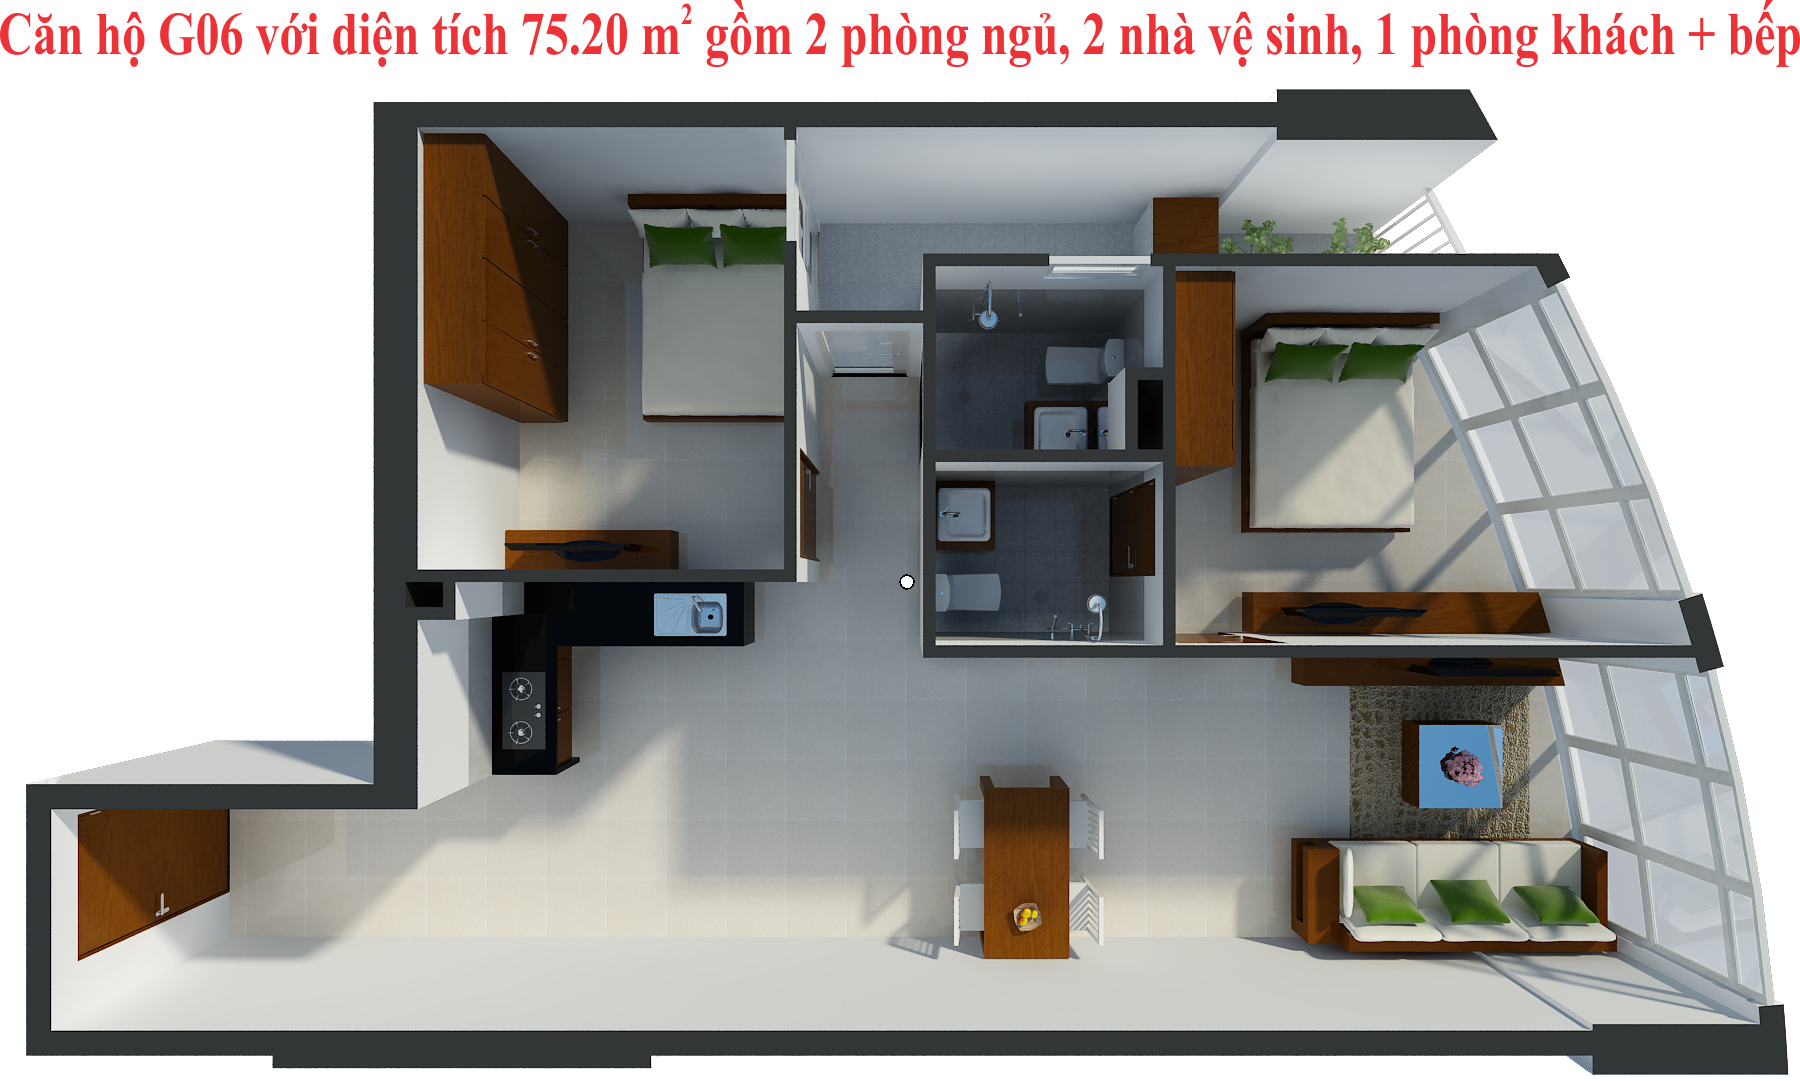 Căn hộ G06 với diện tích 75.20 m² gồm 2 phòng ngủ, 2 nhà vệ sinh, 1 phòng khách + bếp